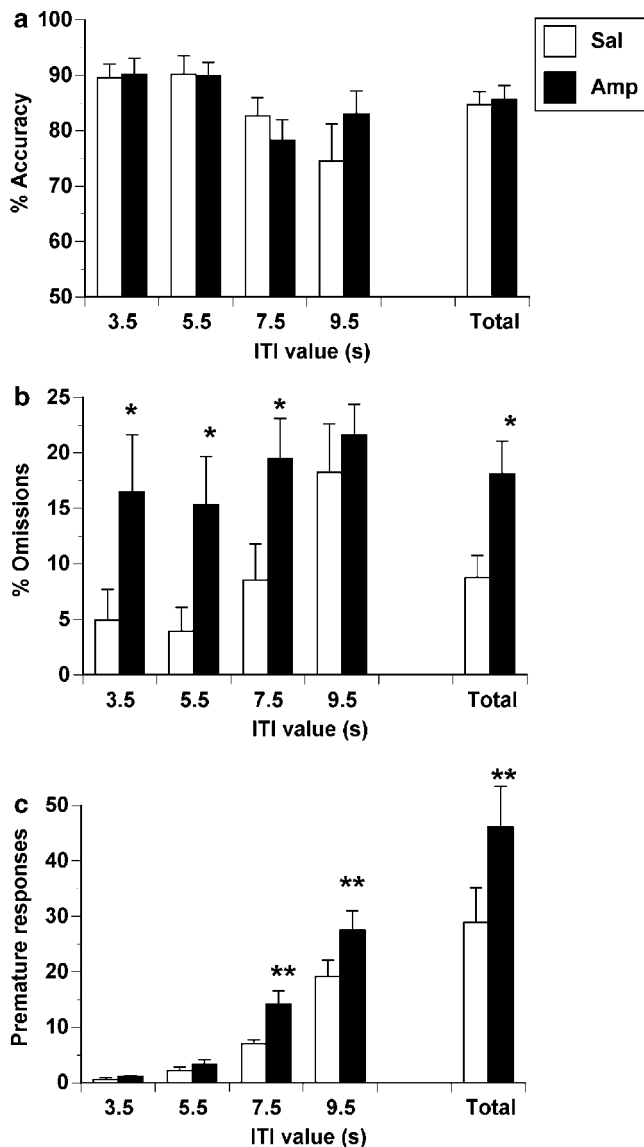 a
100
90
80
70
60
50
% Accuracy
3.5 5.5 7.5 9.5 Total
ITI value (s)
Sal
Amp
b
25
20
15
10
5
0
% Omissions
* * * *
3.5 5.5 7.5 9.5 Total
ITI value (s)
c
50
40
30
20
10
0
Premature responses
** ** **
3.5 5.5 7.5 9.5 Total
ITI value (s)